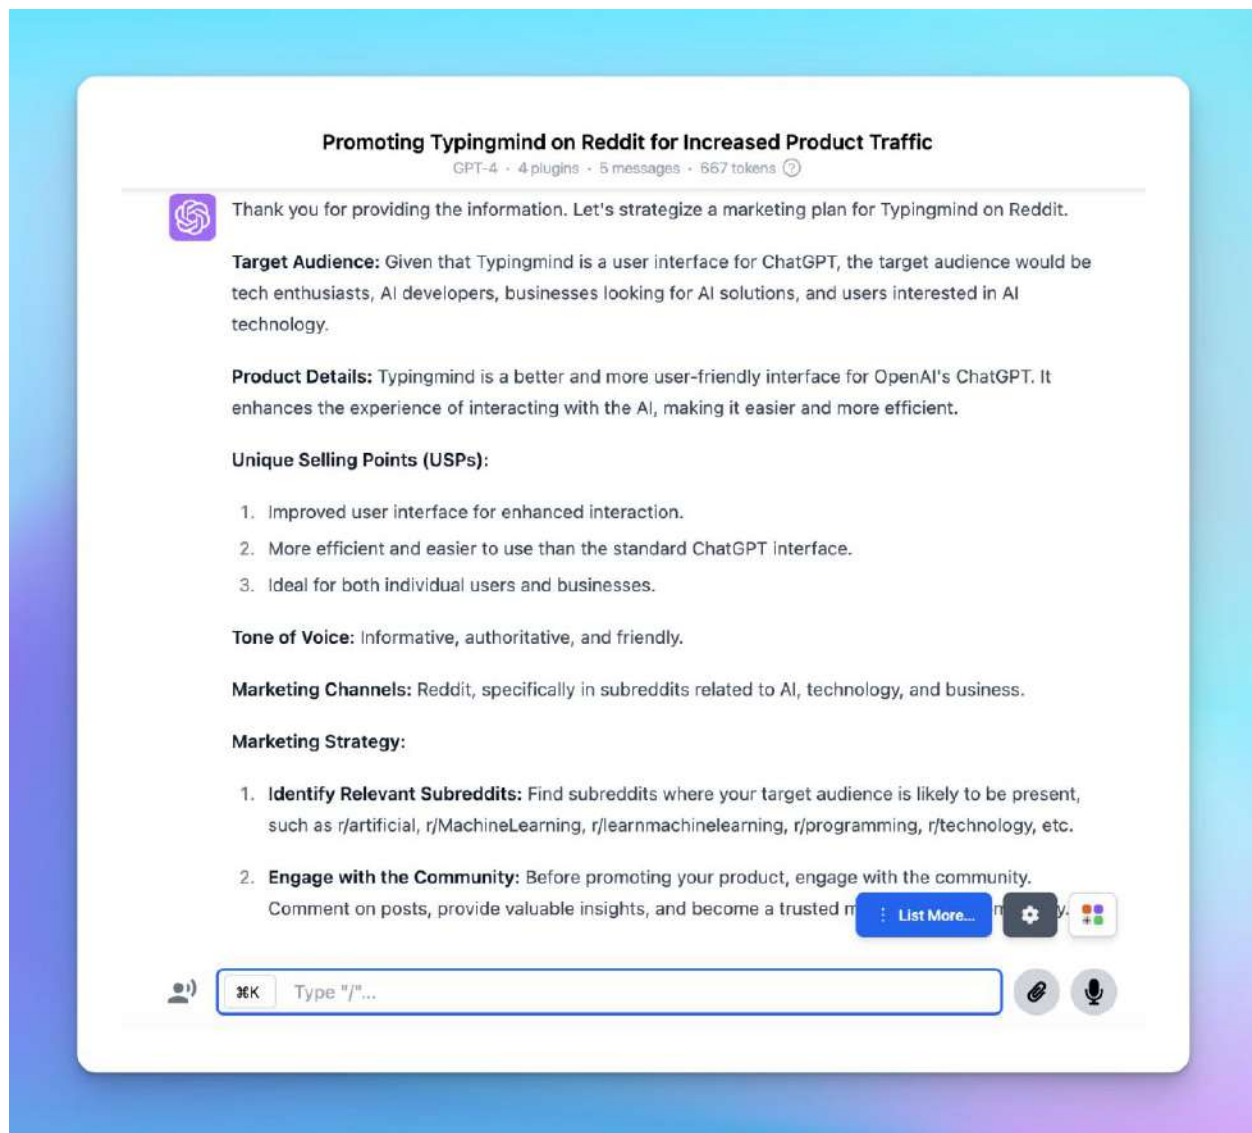 Promoting Typingmind on Reddit for Increased Product Traffic
GPT-4 · 4 plugins · 5 messages · 667 tokens ?
Thank you for providing the information. Let's strategize a marketing plan for Typingmind on Reddit.
Target Audience: Given that Typingmind is a user interface for ChatGPT, the target audience would be
tech enthusiasts, AI developers, businesses looking for AI solutions, and users interested in AI
technology.
Product Details: Typingmind is a better and more user-friendly interface for OpenAI's ChatGPT. It
enhances the experience of interacting with the AI, making it easier and more efficient.
Unique Selling Points (USPs):
1. Improved user interface for enhanced interaction.
2. More efficient and easier to use than the standard ChatGPT interface.
3. Ideal for both individual users and businesses.
Tone of Voice: Informative, authoritative, and friendly.
Marketing Channels: Reddit, specifically in subreddits related to AI, technology, and business.
Marketing Strategy:
1. Identify Relevant Subreddits: Find subreddits where your target audience is likely to be present,
such as r/artificial, r/MachineLearning, r/learnmachinelearning, r/programming, r/technology, etc.
2. Engage with the Community: Before promoting your product, engage with the community.
Comment on posts, provide valuable insights, and become a trusted
List More...
⌘K Type "/"...